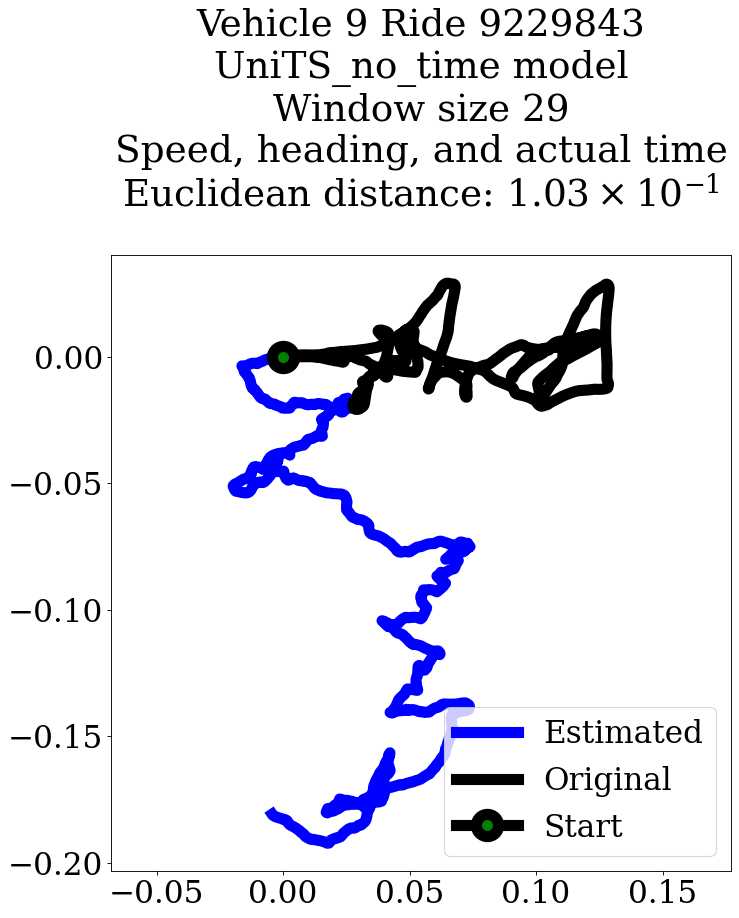 Vehicle 9 Ride 9229843
UniTS_no_time model
Window size 29
Speed, heading, and actual time
Euclidean distance: 1.03 × 10⁻¹
0.00
−0.05
−0.10
−0.15
−0.20
Estimated
Original
Start
−0.05 0.00 0.05 0.10 0.15